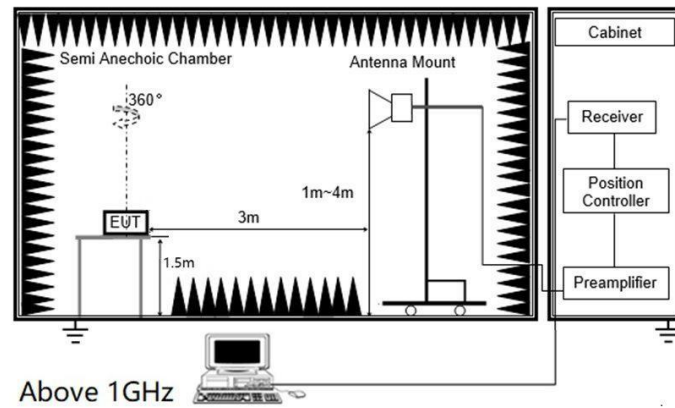 Semi Anechoic Chamber
Antenna Mount
Cabinet
360°
Receiver
1m~4m
Position
Controller
3m
EUT
1.5m
Preamplifier
Above 1GHz